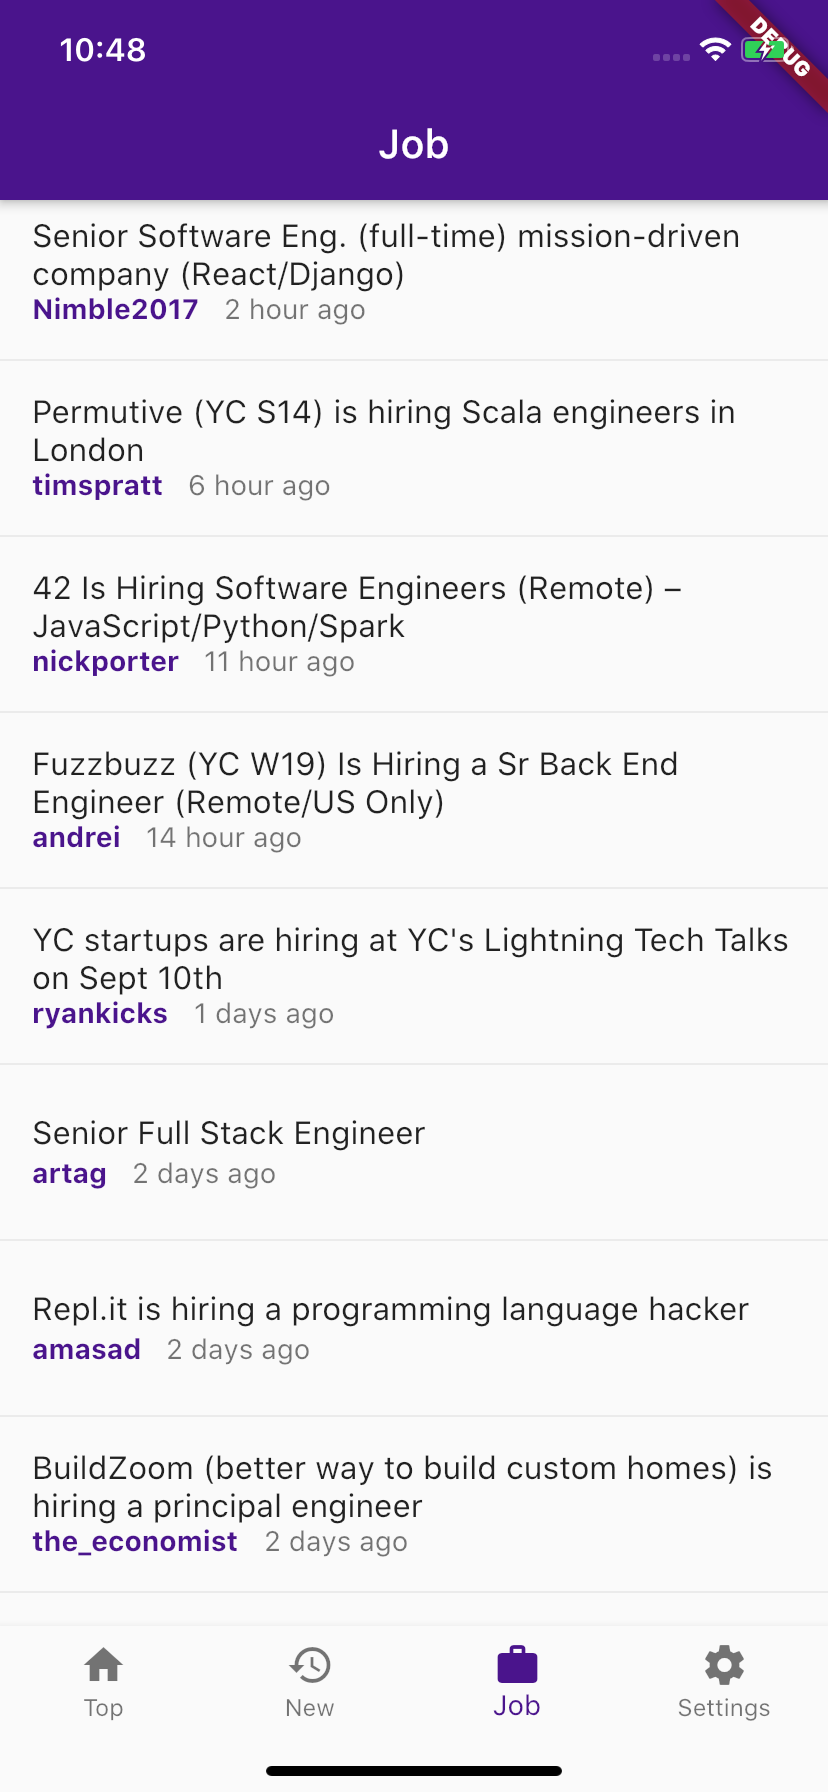 10:48
DEBUG
Job
Senior Software Eng. (full-time) mission-driven
company (React/Django)
Nimble2017 2 hour ago
Permutive (YC S14) is hiring Scala engineers in
London
timspratt 6 hour ago
42 Is Hiring Software Engineers (Remote) –
JavaScript/Python/Spark
nickporter 11 hour ago
Fuzzbuzz (YC W19) Is Hiring a Sr Back End
Engineer (Remote/US Only)
andrei 14 hour ago
YC startups are hiring at YC's Lightning Tech Talks
on Sept 10th
ryankicks 1 days ago
Senior Full Stack Engineer
artag 2 days ago
Repl.it is hiring a programming language hacker
amasad 2 days ago
BuildZoom (better way to build custom homes) is
hiring a principal engineer
the_economist 2 days ago
Top New Job Settings